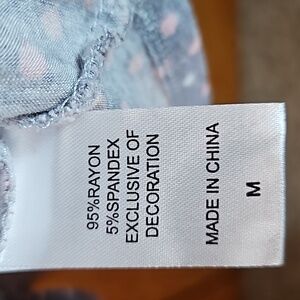 95%RAYON
5%SPANDEX
EXCLUSIVE OF
DECORATION
MADE IN CHINA
M